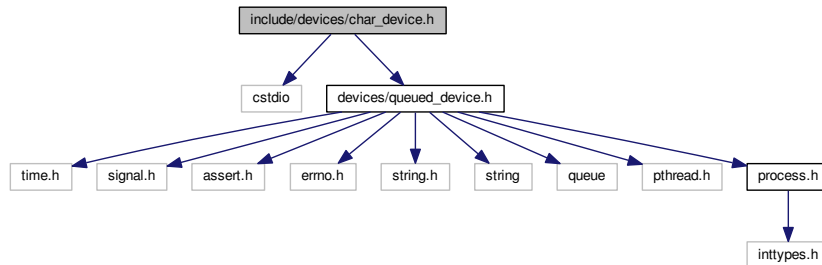 include/devices/char_device.h
cstdio
devices/queued_device.h
time.h
signal.h
assert.h
errno.h
string.h
string
queue
pthread.h
process.h
inttypes.h